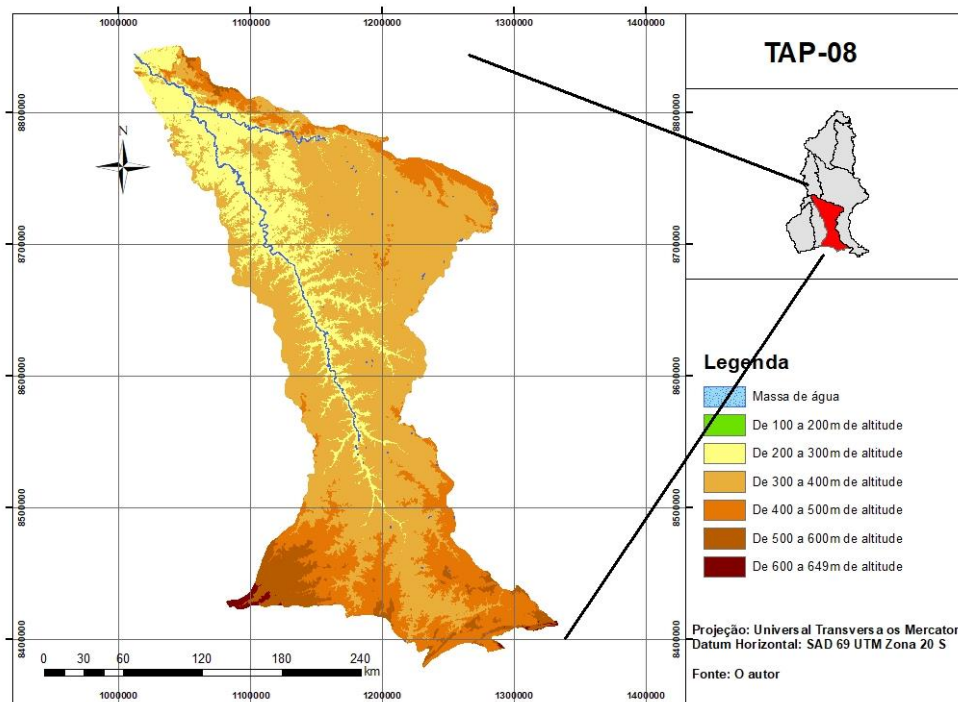 1000000 1100000 1200000 1300000 1400000
TAP-08
8800000 8800000
N
8700000 8700000
Legenda
8600000 8600000
Massa de água
De 100 a 200m de altitude
De 200 a 300m de altitude
De 300 a 400m de altitude
8500000 8500000
De 400 a 500m de altitude
De 500 a 600m de altitude
De 600 a 649m de altitude
8400000 8400000
Projeção: Universal Transversa os Mercator
Datum Horizontal: SAD 69 UTM Zona 20 S
0 30 60 120 180 240
km
Fonte: O autor
1000000 1100000 1200000 1300000 1400000